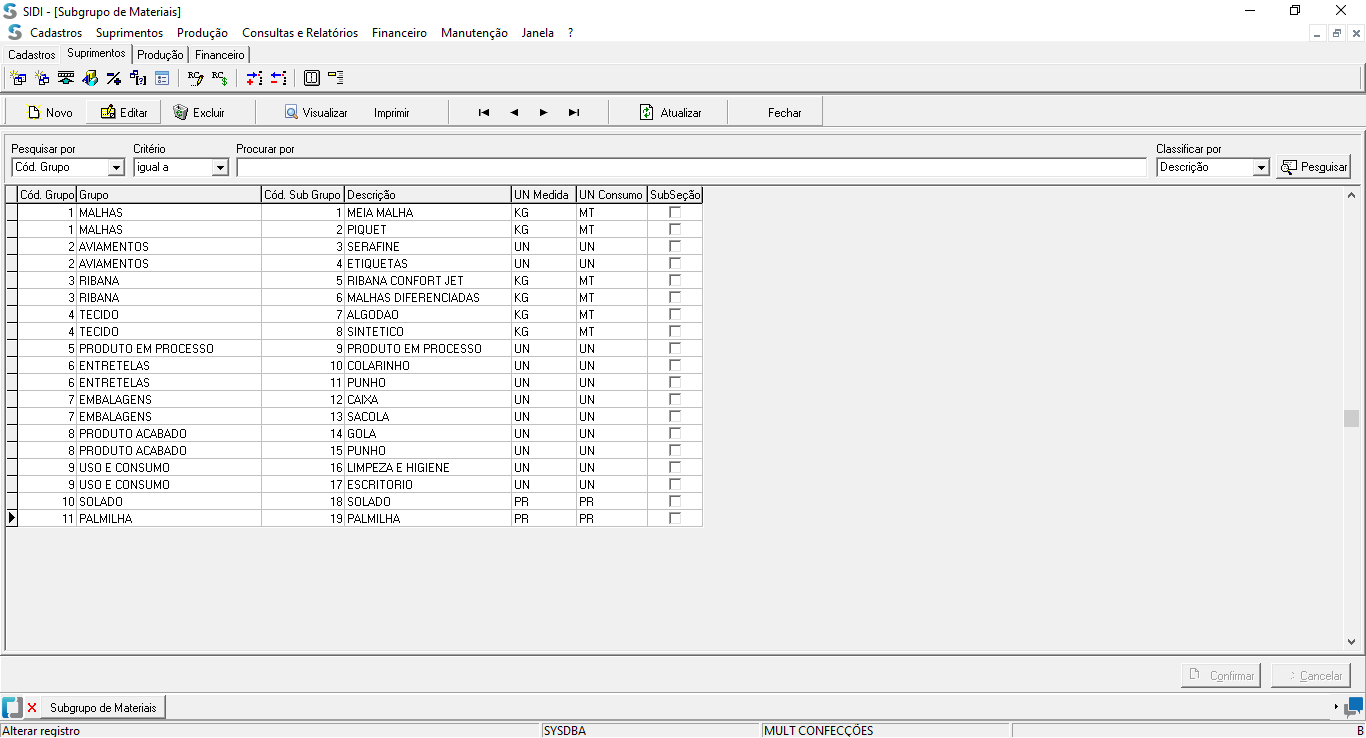 SIDI - [Subgrupo de Materiais]
Cadastros Suprimentos Produção Consultas e Relatórios Financeiro Manutenção Janela ?
Cadastros Suprimentos Produção Financeiro
Novo Editar Excluir Visualizar Imprimir Atualizar Fechar
Pesquisar por Critério Procurar por Classificar por
Cód. Grupo igual a Descrição Pesquisar
Cód. Grupo Grupo Cód. Sub Grupo Descrição UN Medida UN Consumo SubSeção
1 MALHAS 1 MEIA MALHA KG MT
1 MALHAS 2 PIQUET KG MT
2 AVIAMENTOS 3 SERAFINE UN UN
2 AVIAMENTOS 4 ETIQUETAS UN UN
3 RIBANA 5 RIBANA CONFORT JET KG MT
3 RIBANA 6 MALHAS DIFERENCIADAS KG MT
4 TECIDO 7 ALGODAO KG MT
4 TECIDO 8 SINTETICO KG MT
5 PRODUTO EM PROCESSO 9 PRODUTO EM PROCESSO UN UN
6 ENTRETELAS 10 COLARINHO UN UN
6 ENTRETELAS 11 PUNHO UN UN
7 EMBALAGENS 12 CAIXA UN UN
7 EMBALAGENS 13 SACOLA UN UN
8 PRODUTO ACABADO 14 GOLA UN UN
8 PRODUTO ACABADO 15 PUNHO UN UN
9 USO E CONSUMO 16 LIMPEZA E HIGIENE UN UN
9 USO E CONSUMO 17 ESCRITORIO UN UN
10 SOLADO 18 SOLADO PR PR
11 PALMILHA 19 PALMILHA PR PR
Confirmar Cancelar
Subgrupo de Materiais
Alterar registro SYSDBA MULT CONFECÇÕES B